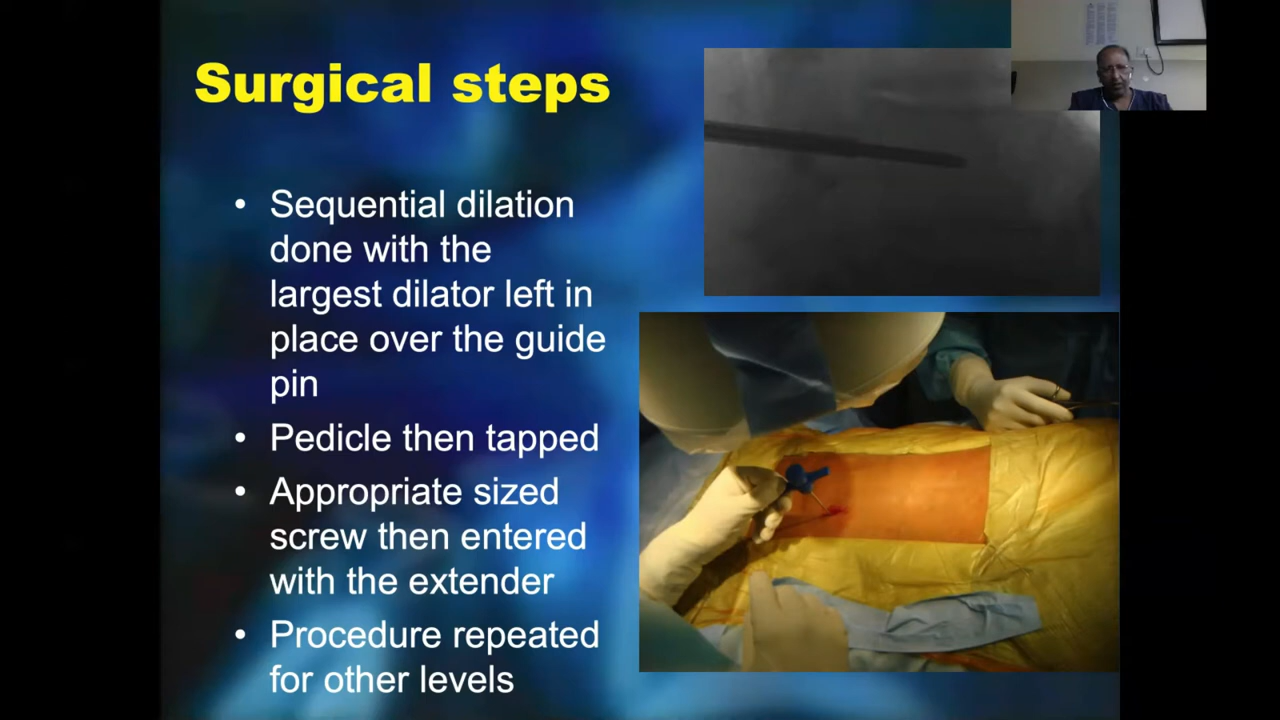 Surgical steps
• Sequential dilation
done with the
largest dilator left in
place over the guide
pin
• Pedicle then tapped
• Appropriate sized
screw then entered
with the extender
• Procedure repeated
for other levels